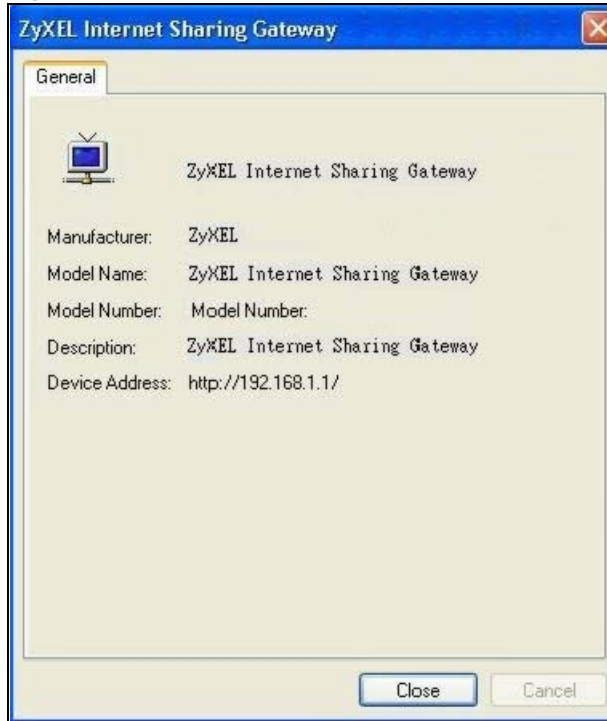 ZyXEL Internet Sharing Gateway
General
ZyXEL Internet Sharing Gateway
Manufacturer: ZyXEL
Model Name: ZyXEL Internet Sharing Gateway
Model Number: Model Number:
Description: ZyXEL Internet Sharing Gateway
Device Address: http://192.168.1.1/
Close Cancel